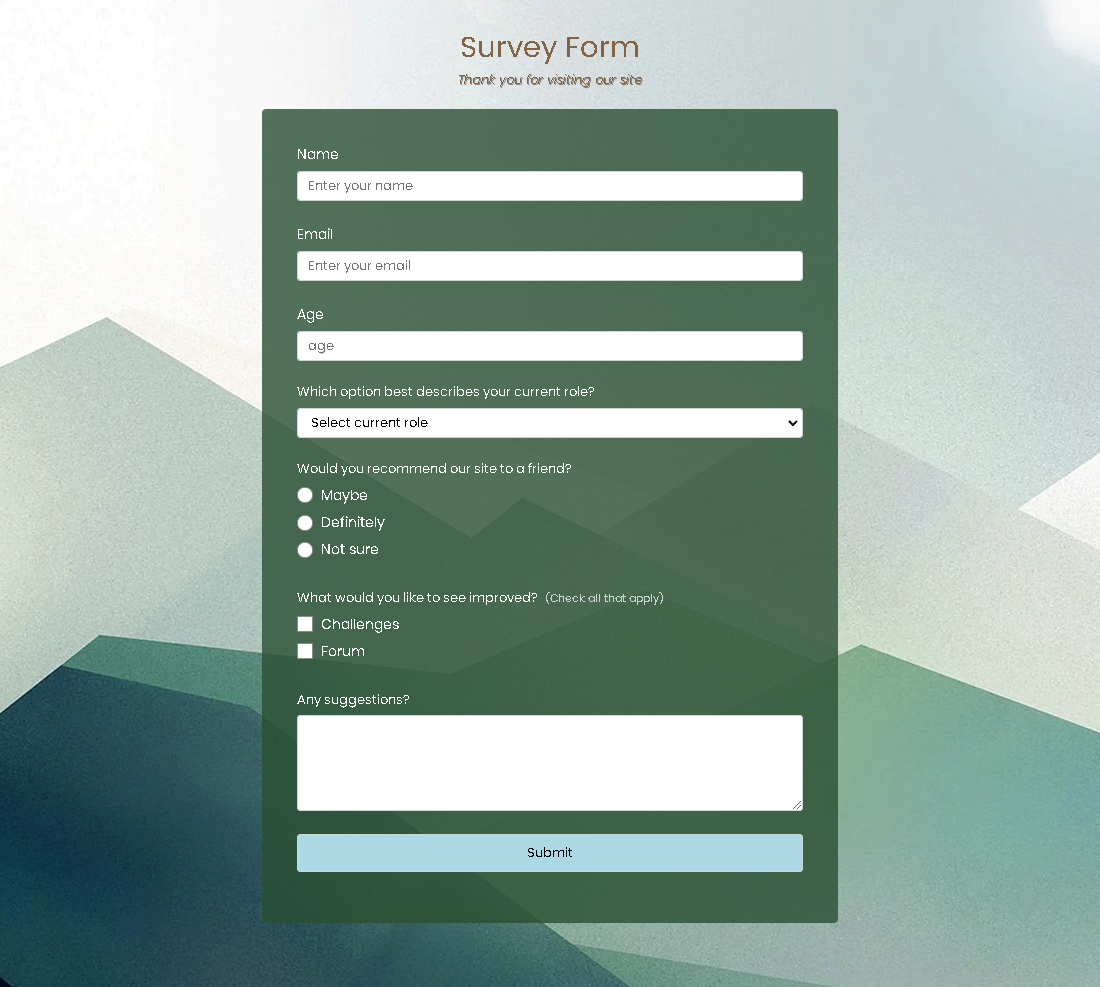 Survey Form
Thank you for visiting our site
Name
Enter your name
Email
Enter your email
Age
age
Which option best describes your current role?
Select current role
Would you recommend our site to a friend?
Maybe
Definitely
Not sure
What would you like to see improved? (Check all that apply)
Challenges
Forum
Any suggestions?
Submit